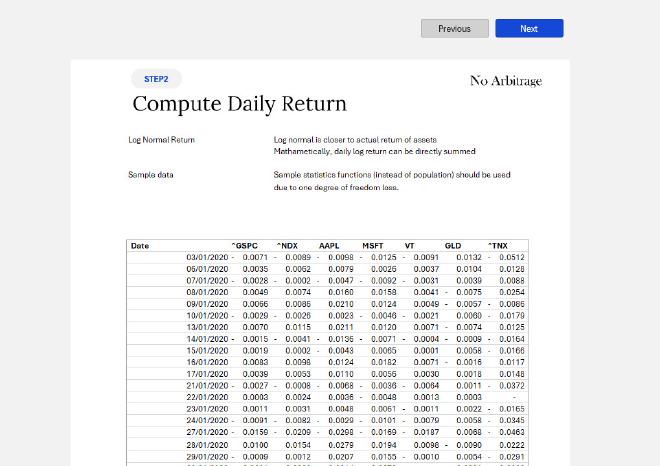 Previous Next
STEP2
No Arbitrage
Compute Daily Return
Log Normal Return Log normal is closer to actual return of assets
Mathametically, daily log return can be directly summed
Sample data Sample statistics functions (instead of population) should be used
due to one degree of freedom loss.
Date ^GSPC ^NDX AAPL MSFT VT GLD ^TNX
03/01/2020 - 0.0071 - 0.0089 - 0.0098 - 0.0125 - 0.0091 0.0132 - 0.0512
06/01/2020 0.0035 0.0062 0.0079 0.0026 0.0037 0.0104 0.0128
07/01/2020 - 0.0028 - 0.0002 - 0.0047 - 0.0092 - 0.0031 0.0039 0.0088
08/01/2020 0.0049 0.0074 0.0160 0.0158 0.0041 - 0.0075 0.0254
09/01/2020 0.0066 0.0085 0.0210 0.0124 0.0049 - 0.0057 - 0.0086
10/01/2020 - 0.0029 - 0.0026 0.0023 - 0.0046 - 0.0021 0.0060 - 0.0179
13/01/2020 0.0070 0.0115 0.0211 0.0120 0.0071 - 0.0074 0.0125
14/01/2020 - 0.0015 - 0.0041 - 0.0136 - 0.0071 - 0.0004 - 0.0009 - 0.0164
15/01/2020 0.0019 0.0002 - 0.0043 0.0065 0.0001 0.0058 - 0.0166
16/01/2020 0.0083 0.0096 0.0124 0.0182 0.0071 - 0.0016 0.0117
17/01/2020 0.0039 0.0053 0.0110 0.0056 0.0030 0.0018 0.0148
21/01/2020 - 0.0027 - 0.0008 - 0.0068 - 0.0036 - 0.0064 0.0011 - 0.0372
22/01/2020 0.0003 0.0024 0.0036 - 0.0048 0.0013 0.0003 -
23/01/2020 0.0011 0.0031 0.0048 0.0061 - 0.0011 0.0022 - 0.0165
24/01/2020 - 0.0091 - 0.0082 - 0.0029 - 0.0101 - 0.0079 0.0058 - 0.0345
27/01/2020 - 0.0159 - 0.0209 - 0.0298 - 0.0169 - 0.0187 0.0068 - 0.0463
28/01/2020 0.0100 0.0154 0.0279 0.0194 0.0098 - 0.0090 0.0222
29/01/2020 - 0.0009 0.0012 0.0207 0.0155 - 0.0010 0.0054 - 0.0291